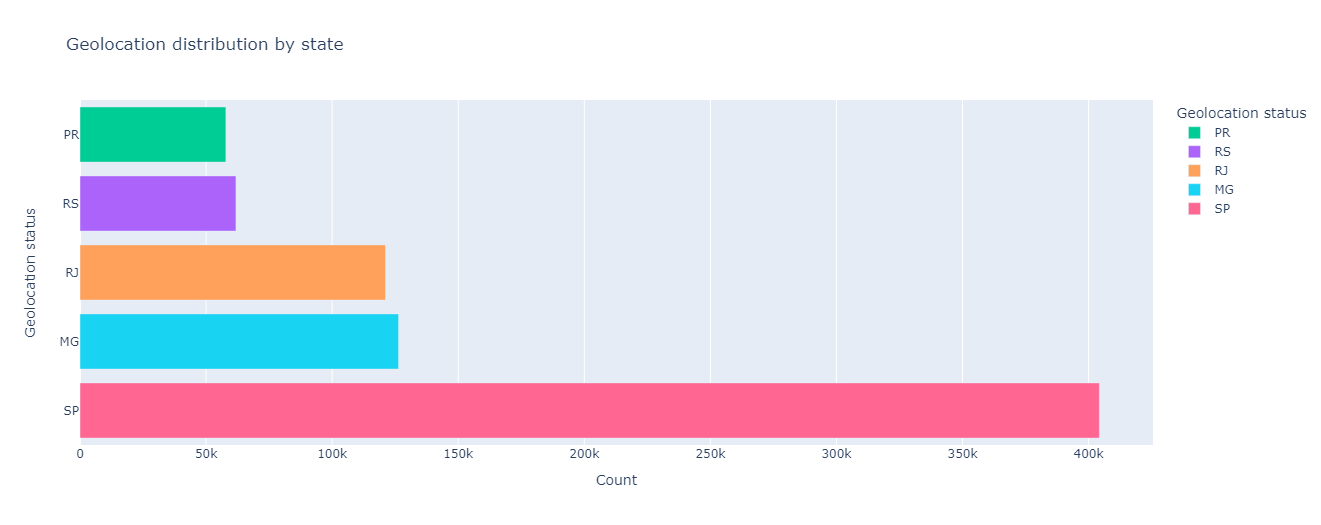 Geolocation distribution by state
Geolocation status
PR
RS
RJ
MG
SP
0
50k
100k
150k
200k
250k
300k
350k
400k
Count
Geolocation status
PR
RS
RJ
MG
SP